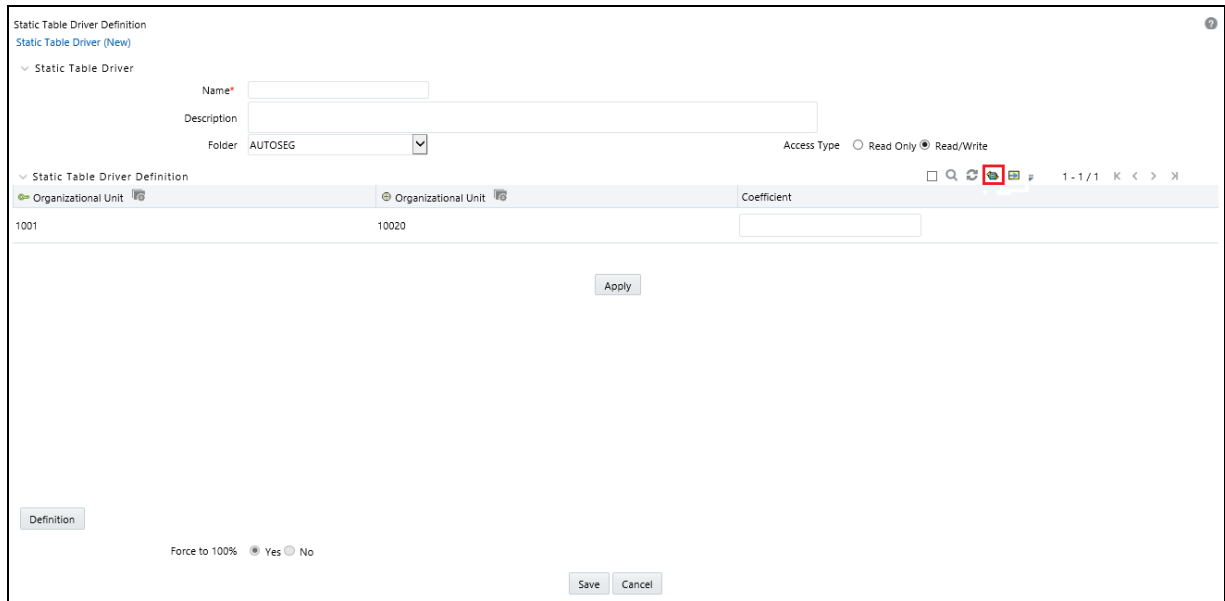 Static Table Driver Definition
Static Table Driver (New)
Static Table Driver
Name*
Description
Folder AUTOSEG Access Type Read Only Read/Write
Static Table Driver Definition 1 - 1 / 1
Organizational Unit Organizational Unit Coefficient
1001 10020
Apply
Definition
Force to 100% Yes No
Save Cancel